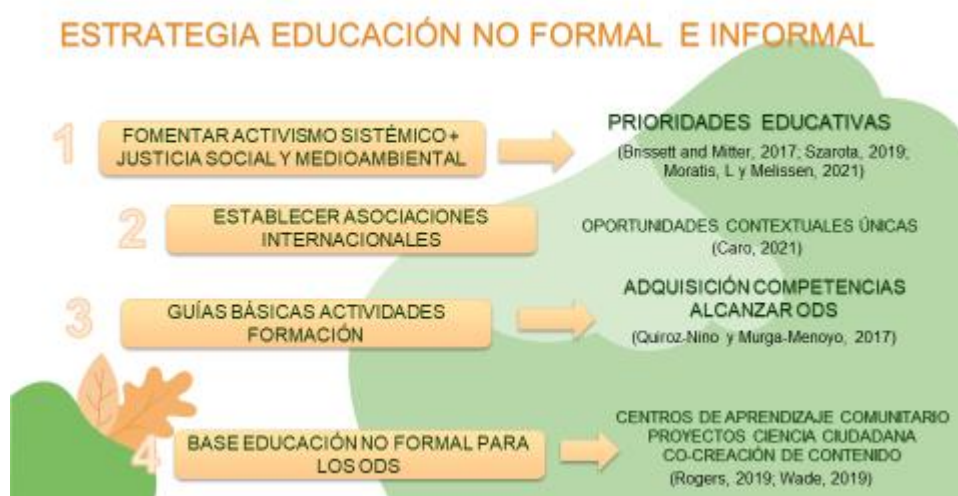 ESTRATEGIA EDUCACIÓN NO FORMAL E INFORMAL
1
FOMENTAR ACTIVISMO SISTÉMICO +
JUSTICIA SOCIAL Y MEDIOAMBIENTAL
PRIORIDADES EDUCATIVAS
(Brissett and Mitter, 2017; Szarota, 2019;
Moratis, L y Melissen, 2021)
2
ESTABLECER ASOCIACIONES
INTERNACIONALES
OPORTUNIDADES CONTEXTUALES ÚNICAS
(Caro, 2021)
3
GUÍAS BÁSICAS ACTIVIDADES
FORMACIÓN
ADQUISICIÓN COMPETENCIAS
ALCANZAR ODS
(Quiroz-Nino y Murga-Menoyo, 2017)
4
BASE EDUCACIÓN NO FORMAL PARA
LOS ODS
CENTROS DE APRENDIZAJE COMUNITARIO
PROYECTOS CIENCIA CIUDADANA
CO-CREACIÓN DE CONTENIDO
(Rogers, 2019; Wade, 2019)